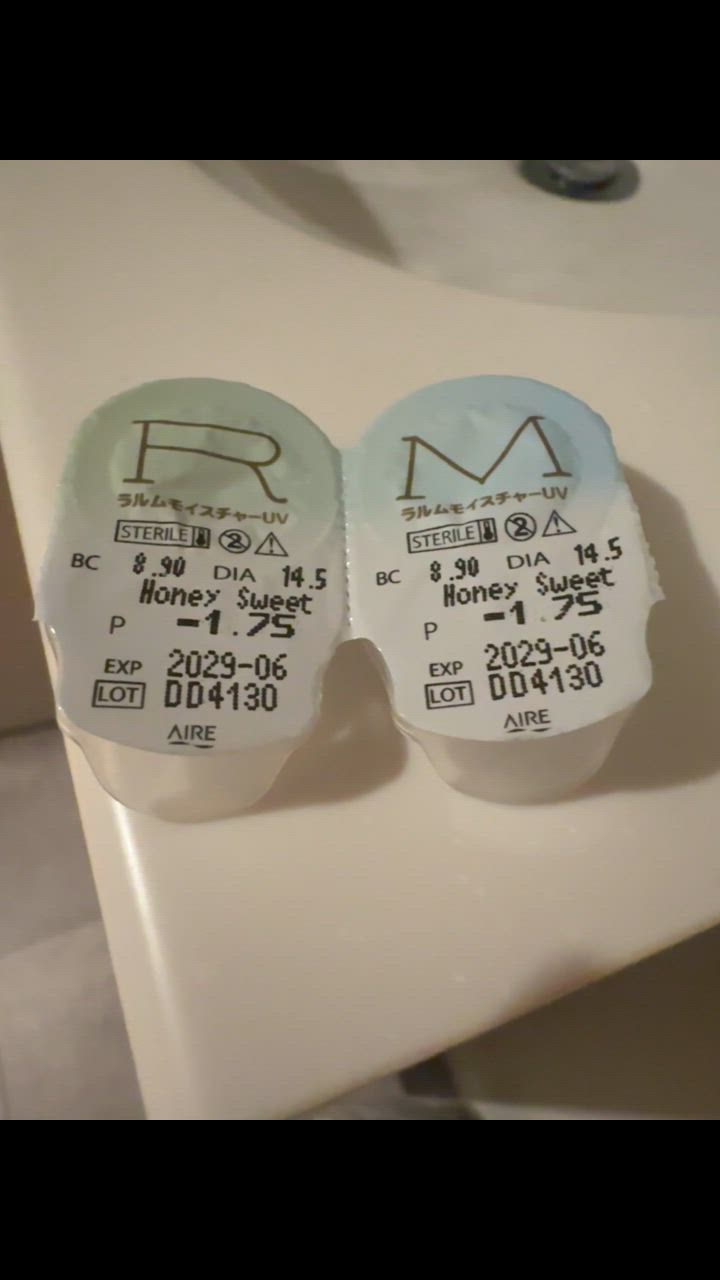 R
ラルムモイスチャーUV
STERILE
BC 8.90 DIA 14.5
Honey Sweet
P -1.75
EXP 2029-06
LOT DD4130
AIRE
M
ラルムモイスチャーUV
STERILE
BC 8.90 DIA 14.5
Honey Sweet
P -1.75
EXP 2029-06
LOT DD4130
AIRE